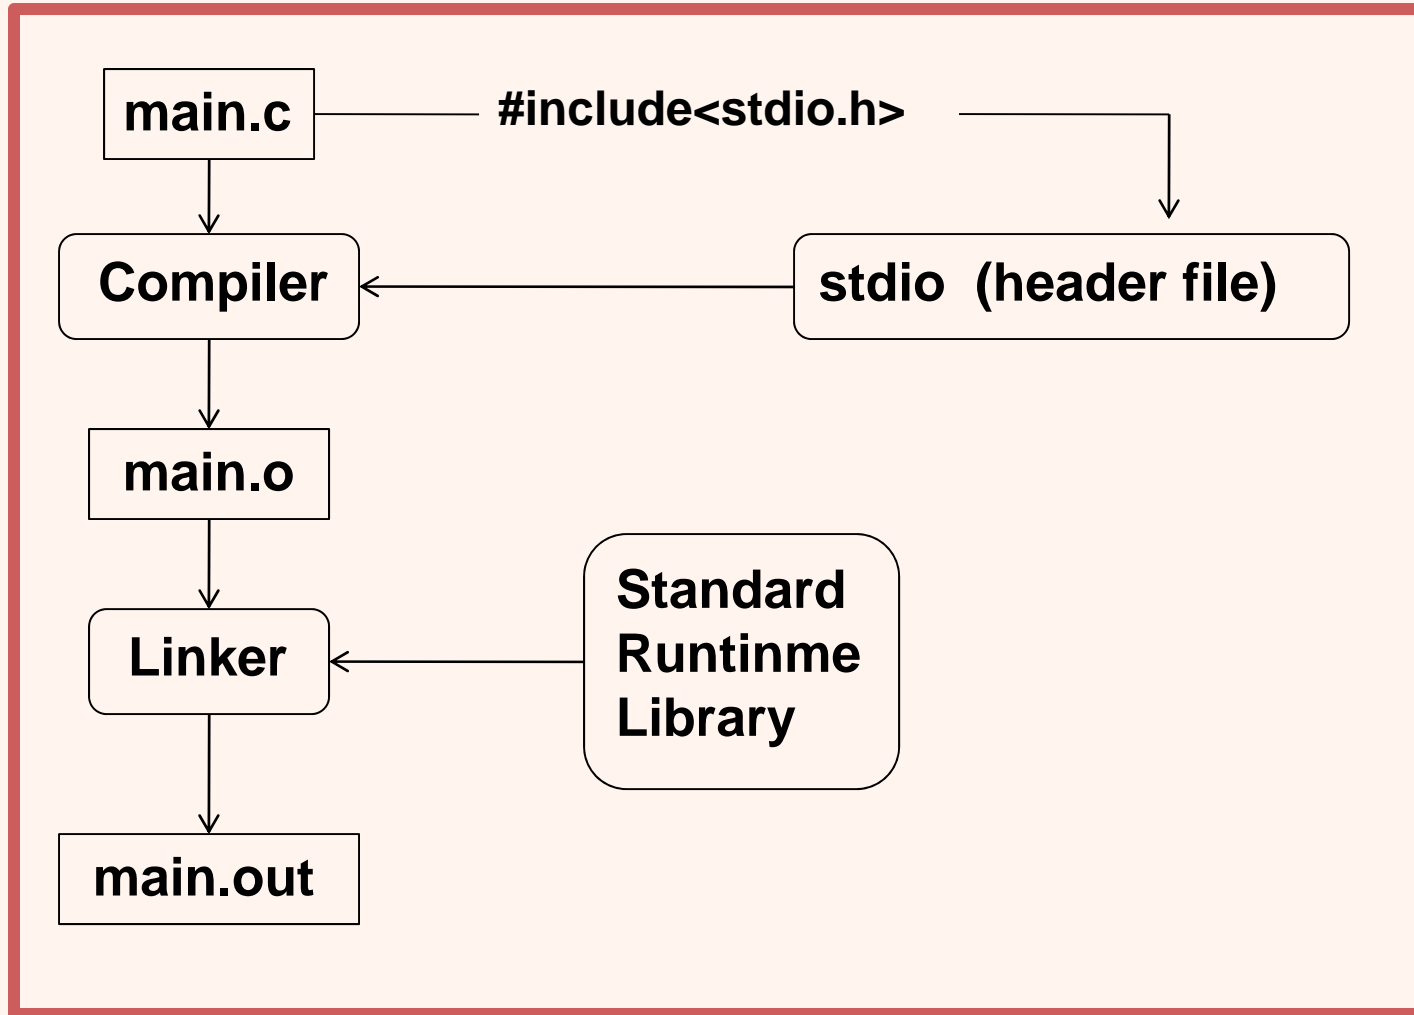 main.c
#include<stdio.h>
Compiler
stdio (header file)
main.o
Standard
Runtinme
Library
Linker
main.out